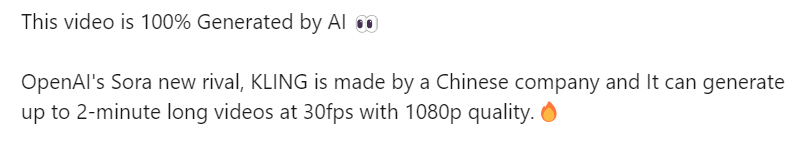 This video is 100% Generated by AI 👀
OpenAI's Sora new rival, KLING is made by a Chinese company and It can generate
up to 2-minute long videos at 30fps with 1080p quality. 🔥